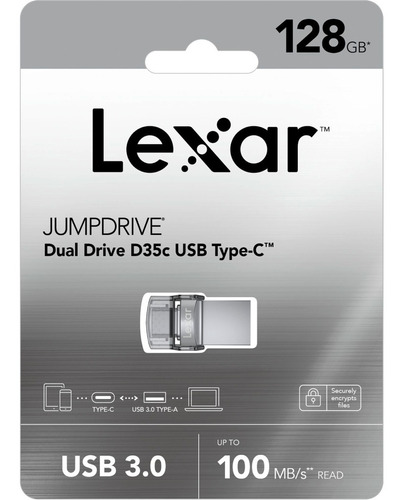 128GB*
Lexar™
JUMPDRIVE®
Dual Drive D35c USB Type-C™
TYPE-C
USB 3.0 TYPE-A
Securely
encrypts
files
USB 3.0
UP TO
100 MB/s** READ